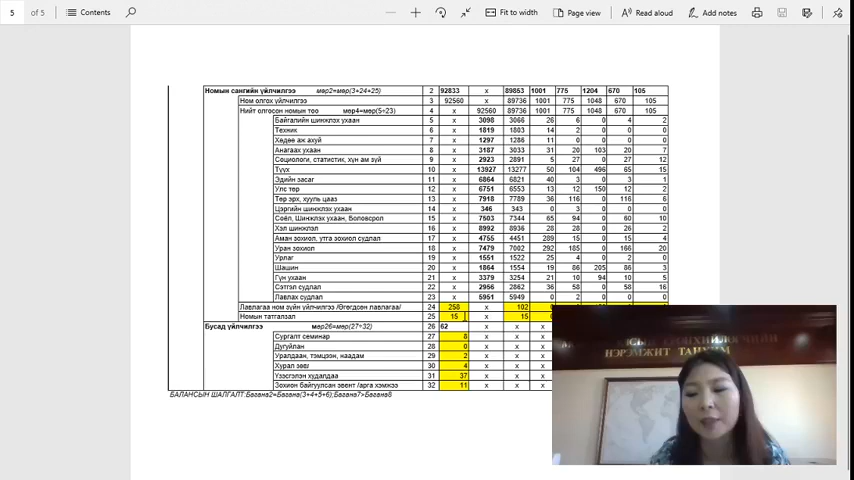 5 of 5 Contents Fit to width Page view Read aloud Add notes
Номын сангийн үйлчилгээ мөр2=мөр(3+24+25) 2 92833 x 89853 1001 775 1204 670 105
Ном олгох үйлчилгээ 3 92560 x 89736 1001 775 1048 670 105
Нийт олгосон номын тоо мөр4=мөр(5÷23) 4 x 92560 89736 1001 775 1048 670 105
Байгалийн шинжлэх ухаан 5 x 3098 3066 26 6 0 4 2
Техник 6 x 1819 1803 14 2 0 0 0
Хөдөө аж ахуй 7 x 1297 1286 11 0 0 0 0
Анагаах ухаан 8 x 3187 3033 31 20 103 20 7
Социологи, статистик, хүн ам зүй 9 x 2923 2891 5 27 0 27 12
Түүх 10 x 13927 13277 50 104 496 65 15
Эдийн засаг 11 x 6864 6821 40 3 0 3 1
Улс төр 12 x 6751 6553 13 12 150 12 2
Төр эрх, хууль цааз 13 x 7918 7789 36 116 0 116 6
Цэргийн шинжлэх ухаан 14 x 346 343 0 3 0 0 0
Соёл, Шинжлэх ухаан, Боловсрол 15 x 7503 7344 65 94 0 60 10
Хэл шинжлэл 16 x 8992 8936 28 28 0 26 2
Аман зохиол, утга зохиол судлал 17 x 4755 4451 289 15 0 15 4
Уран зохиол 18 x 7479 7002 292 185 0 166 20
Урлаг 19 x 1551 1522 25 4 0 2 0
Шашин 20 x 1864 1554 19 86 205 86 3
Гүн ухаан 21 x 3379 3254 21 10 94 10 5
Сэтгэл судлал 22 x 2956 2862 36 58 0 58 16
Лавлах судлал 23 x 5951 5949 0 2 0 0 0
Лавлагаа ном зүйн үйлчилгээ /Өгөгдсөн лавлагаа/ 24 258 x 102
Номын татгалзал 25 15 x 15
Бусад үйлчилгээ мөр26=мөр(27÷32) 26 62 x x x
Сургалт семинар 27 8 x x x
Дугуйлан 28 0 x x x
Уралдаан, тэмцээн, наадам 29 2 x x x
Хурал зөвл 30 4 x x x
Үзэсгэлэн худалдаа 31 37 x x x
Зохион байгуулсан эвент /арга хэмжээ 32 11 x x x
БАЛАНСЫН ШАЛГАЛТ:Багана2=Багана(3+4+5+6);Багана7>Багана8
НЭРЭМЖИТ ТАНХИМ